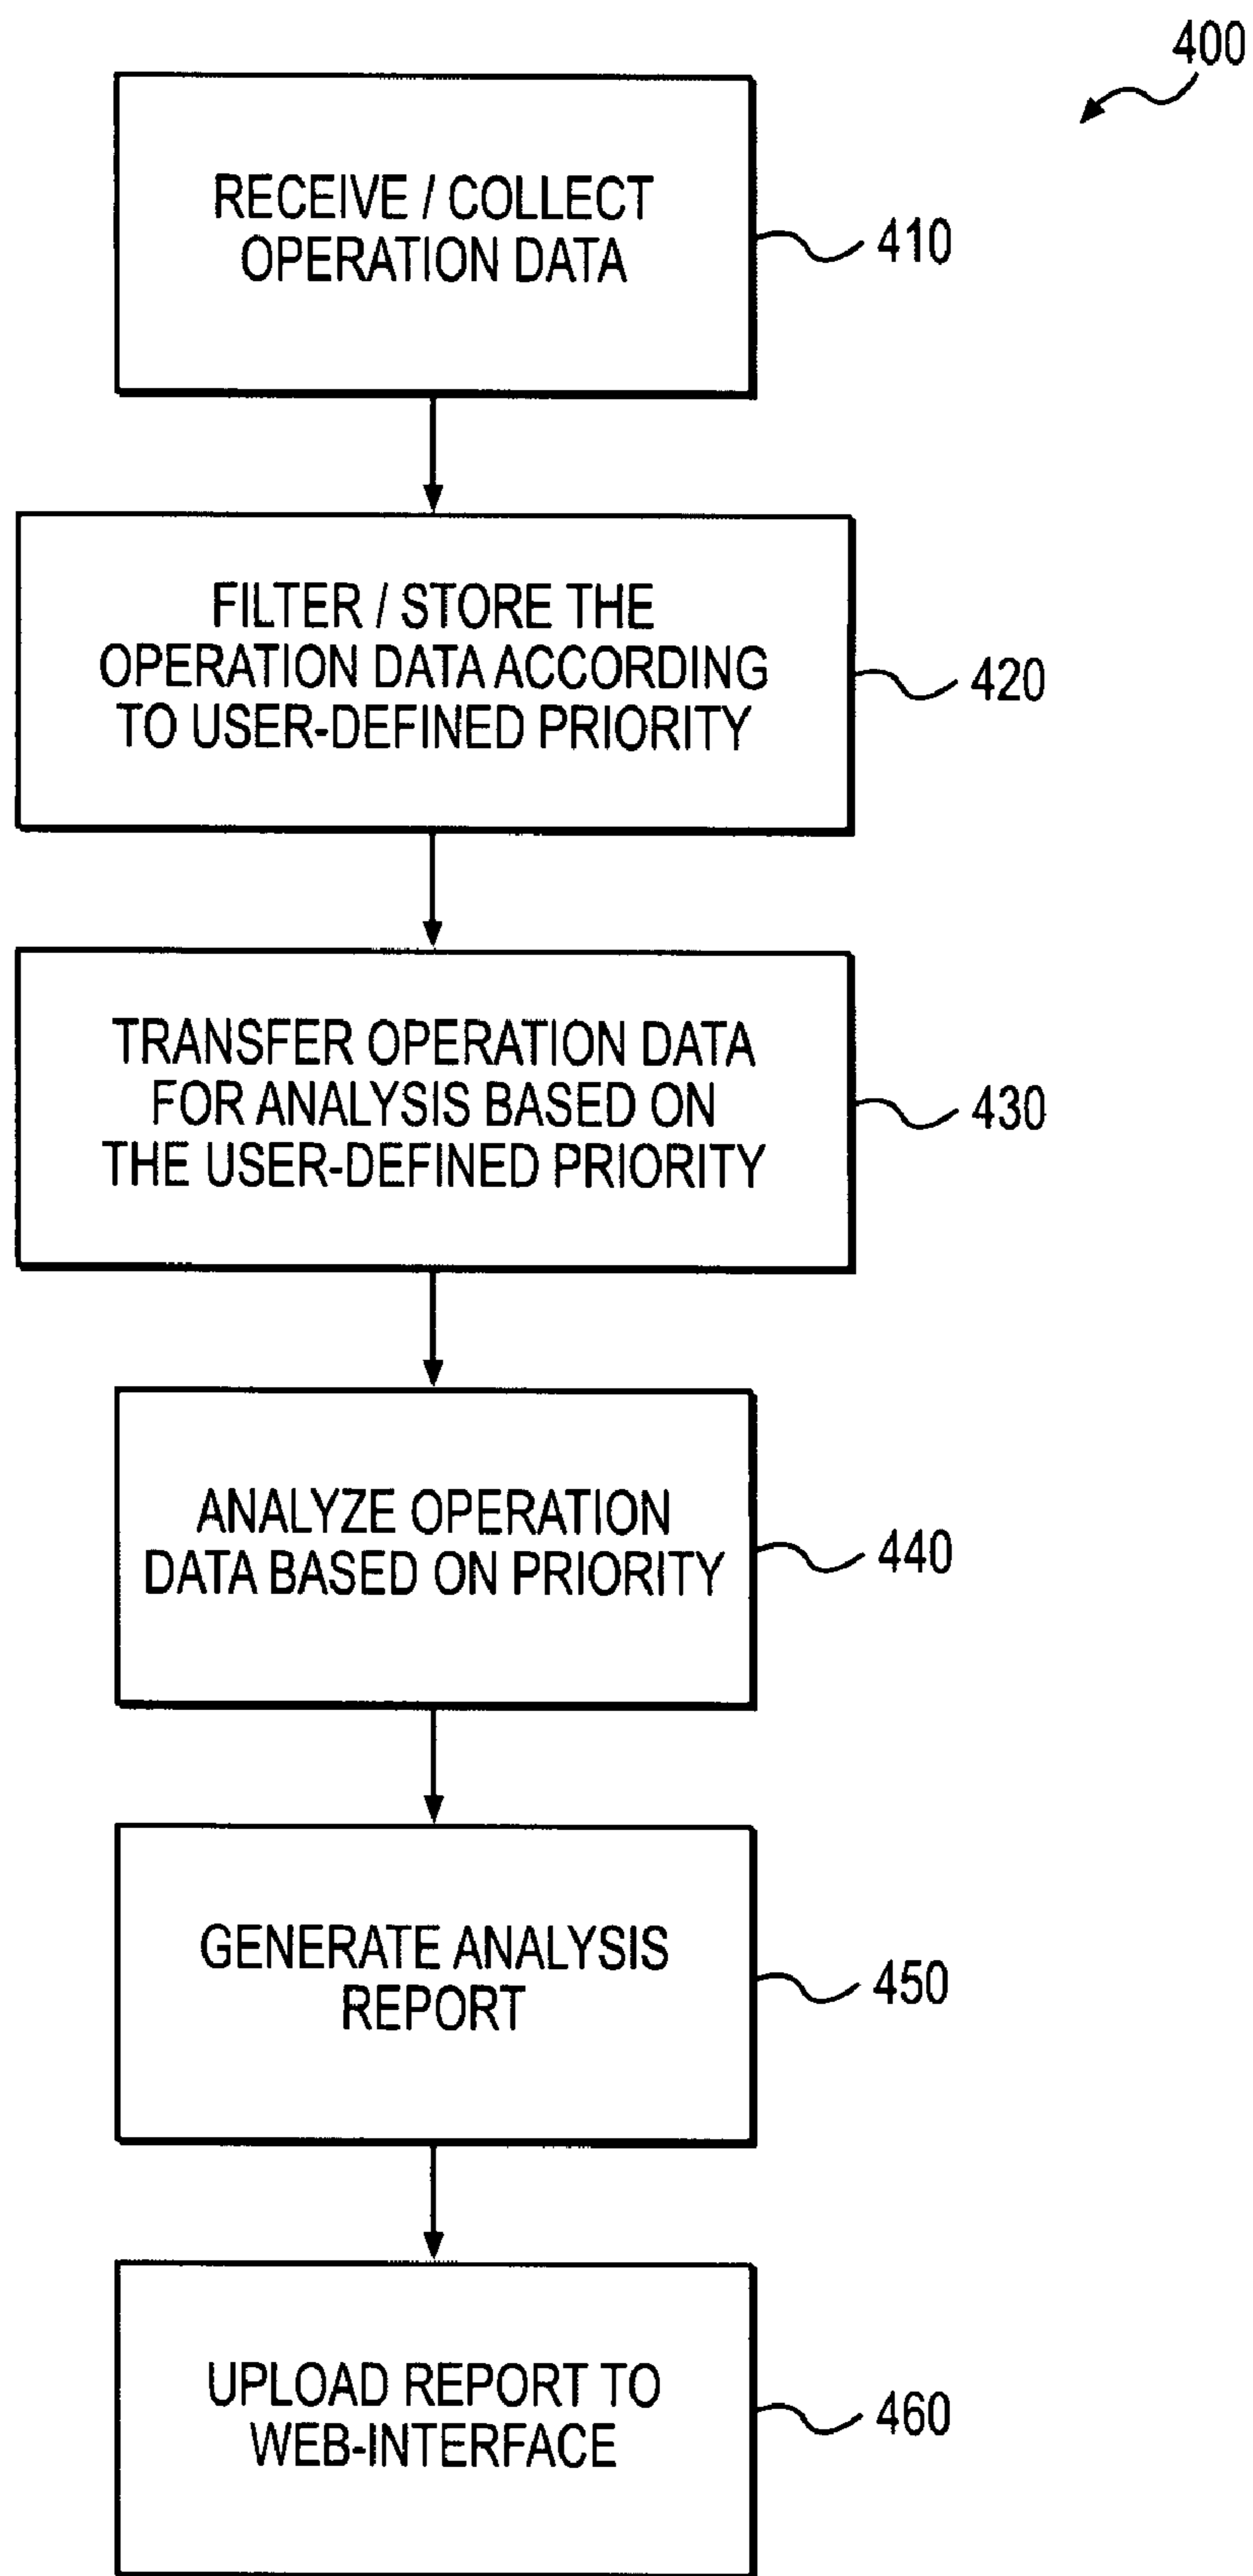 400
RECEIVE / COLLECT
OPERATION DATA
410
FILTER / STORE THE
OPERATION DATA ACCORDING
TO USER-DEFINED PRIORITY
420
TRANSFER OPERATION DATA
FOR ANALYSIS BASED ON
THE USER-DEFINED PRIORITY
430
ANALYZE OPERATION
DATA BASED ON PRIORITY
440
GENERATE ANALYSIS
REPORT
450
UPLOAD REPORT TO
WEB-INTERFACE
460